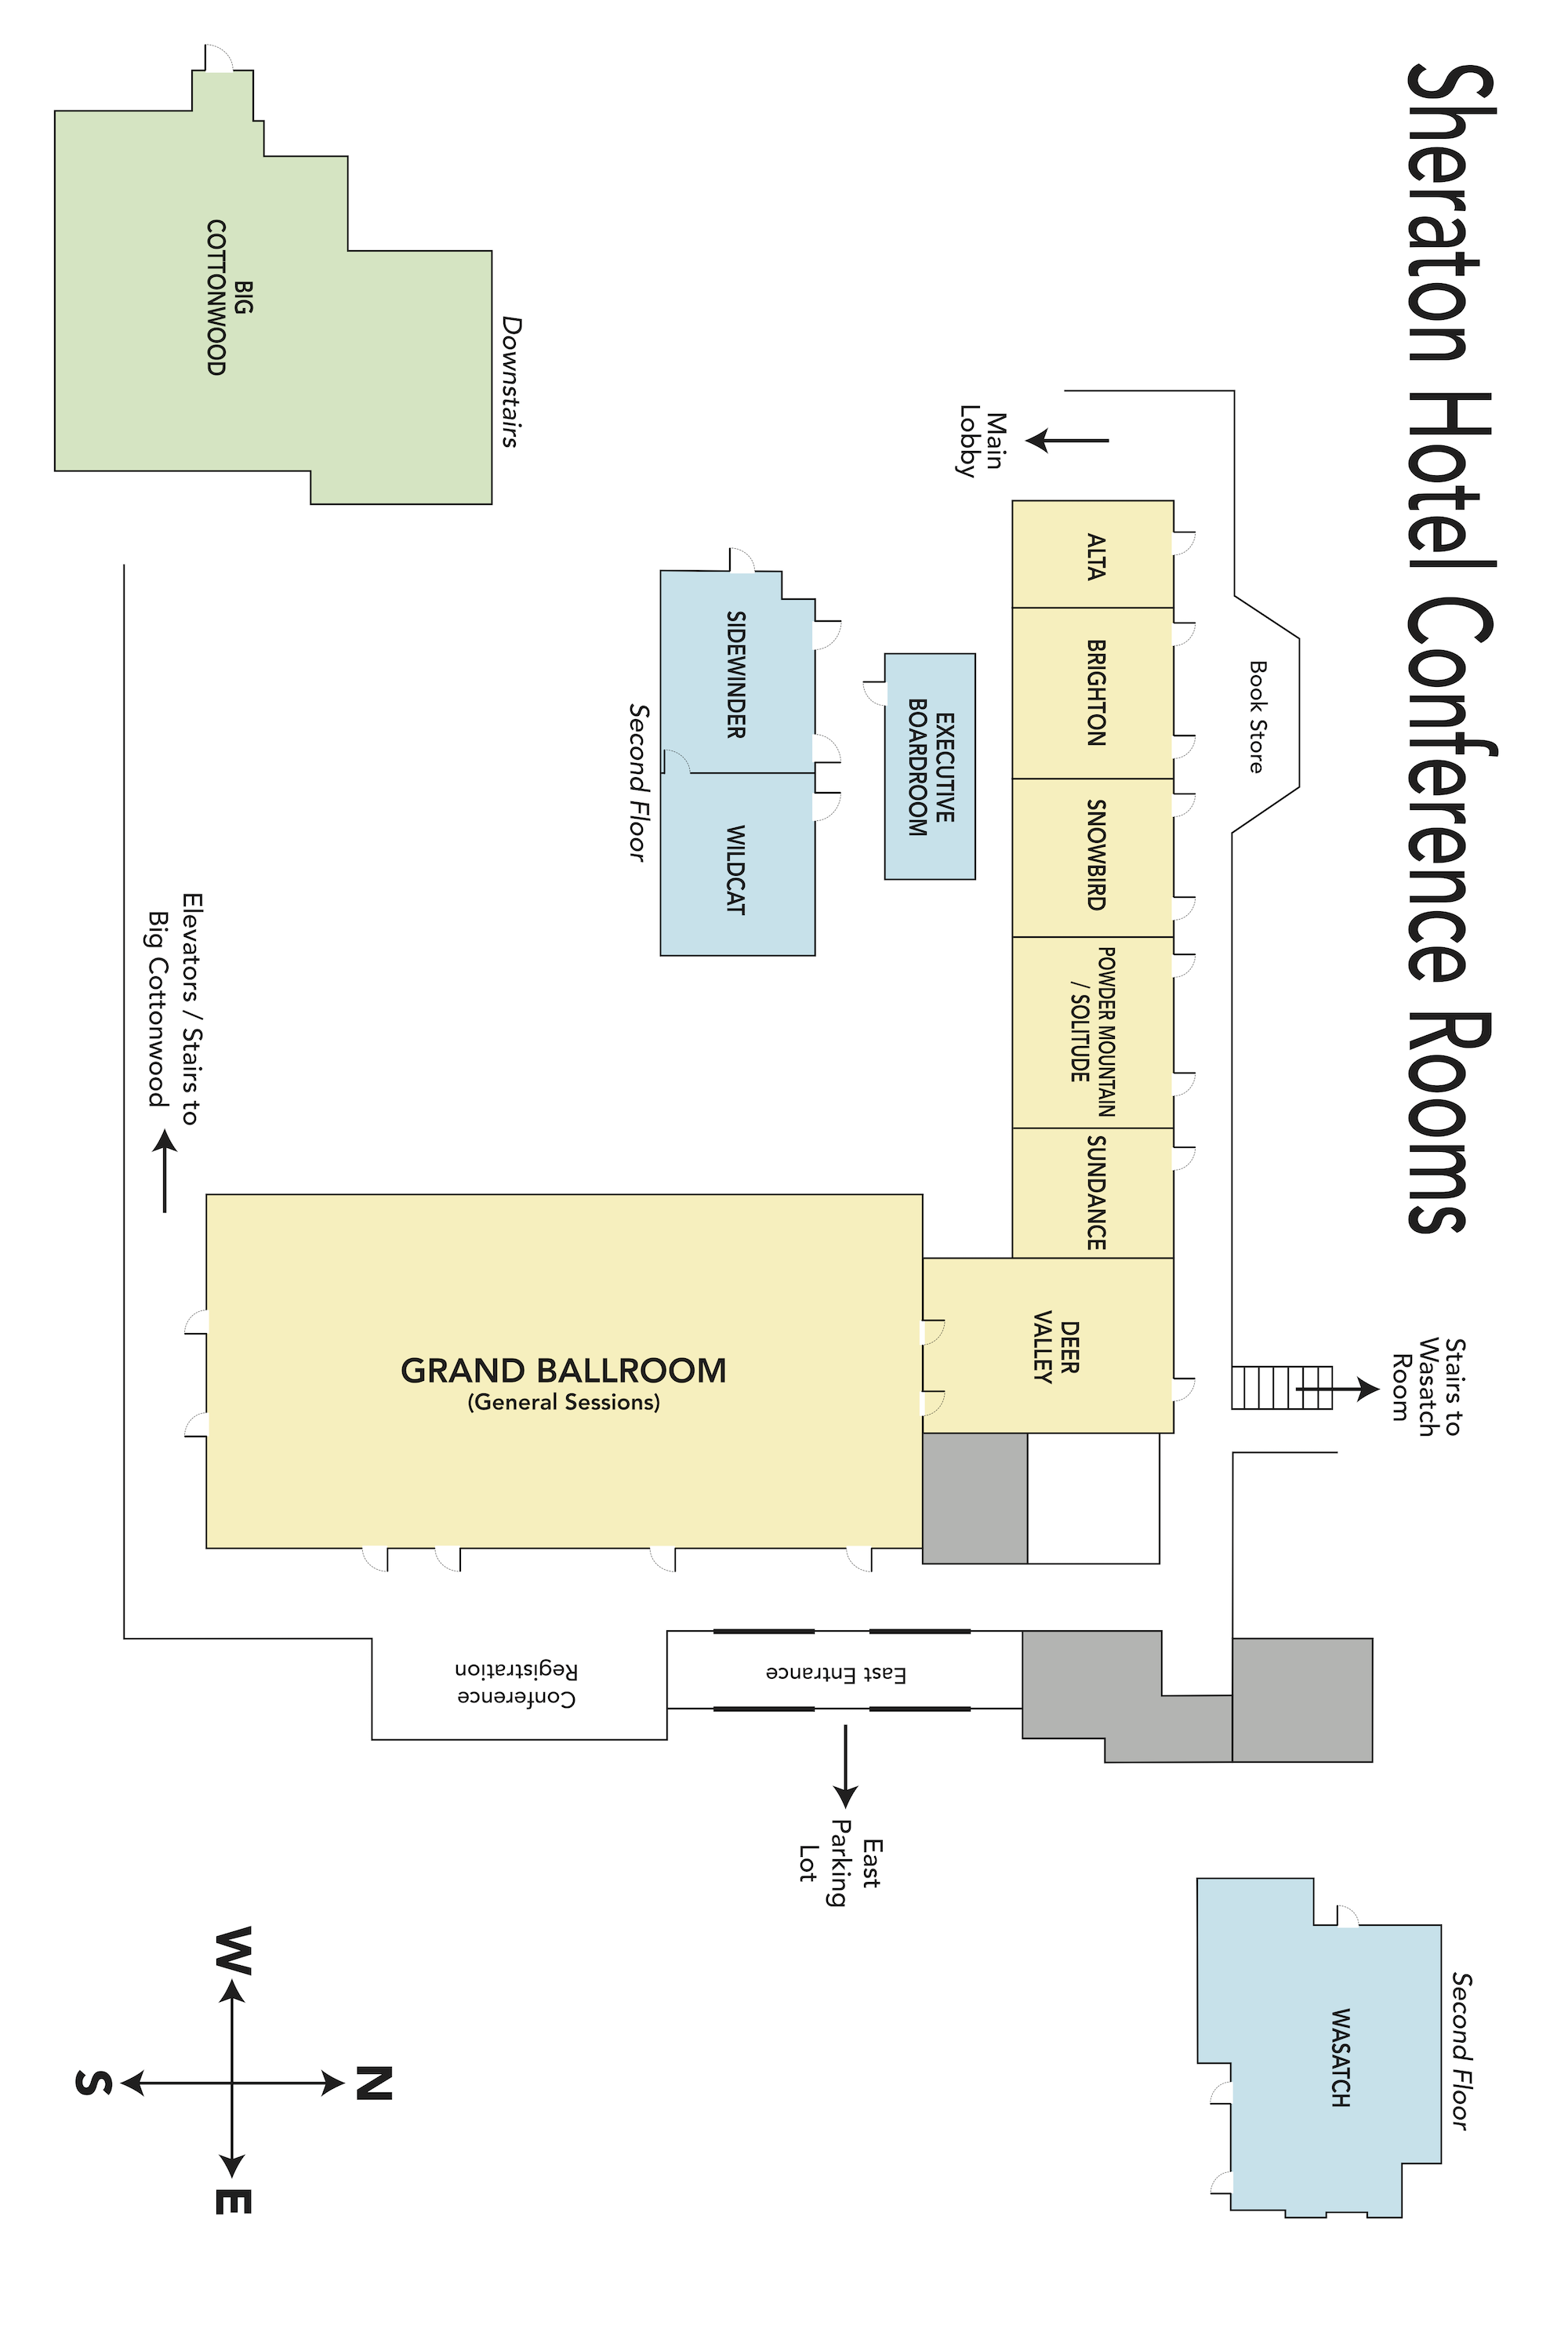 Sheraton Hotel Conference Rooms
Stairs to
Wasatch
Room
Second Floor
WASATCH
Book Store
Main
Lobby
ALTA
BRIGHTON
SNOWBIRD
POWDER MOUNTAIN
/ SOLITUDE
SUNDANCE
DEER
VALLEY
EXECUTIVE
BOARDROOM
SIDEWINDER
WILDCAT
Second Floor
East
Parking
Lot
East Entrance
GRAND BALLROOM
(General Sessions)
Conference
Registration
Downstairs
BIG
COTTONWOOD
Elevators / Stairs to
Big Cottonwood
N
W
E
S